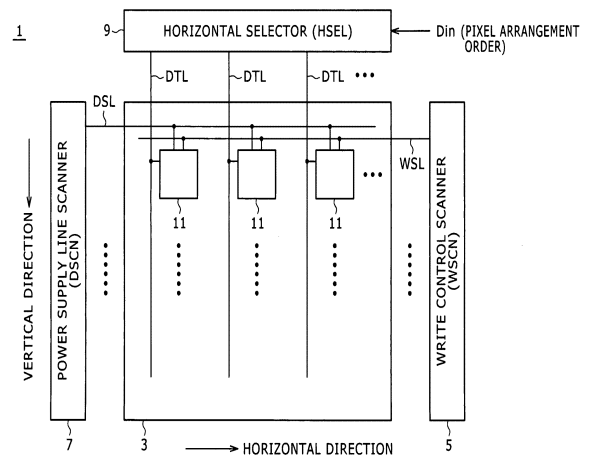 1
9
HORIZONTAL SELECTOR (HSEL)
Din (PIXEL ARRANGEMENT
ORDER)
DTL
DTL
DTL
DSL
WSL
11
11
11
VERTICAL DIRECTION
POWER SUPPLY LINE SCANNER
(DSCN)
WRITE CONTROL SCANNER
(WSCN)
7
3
HORIZONTAL DIRECTION
5